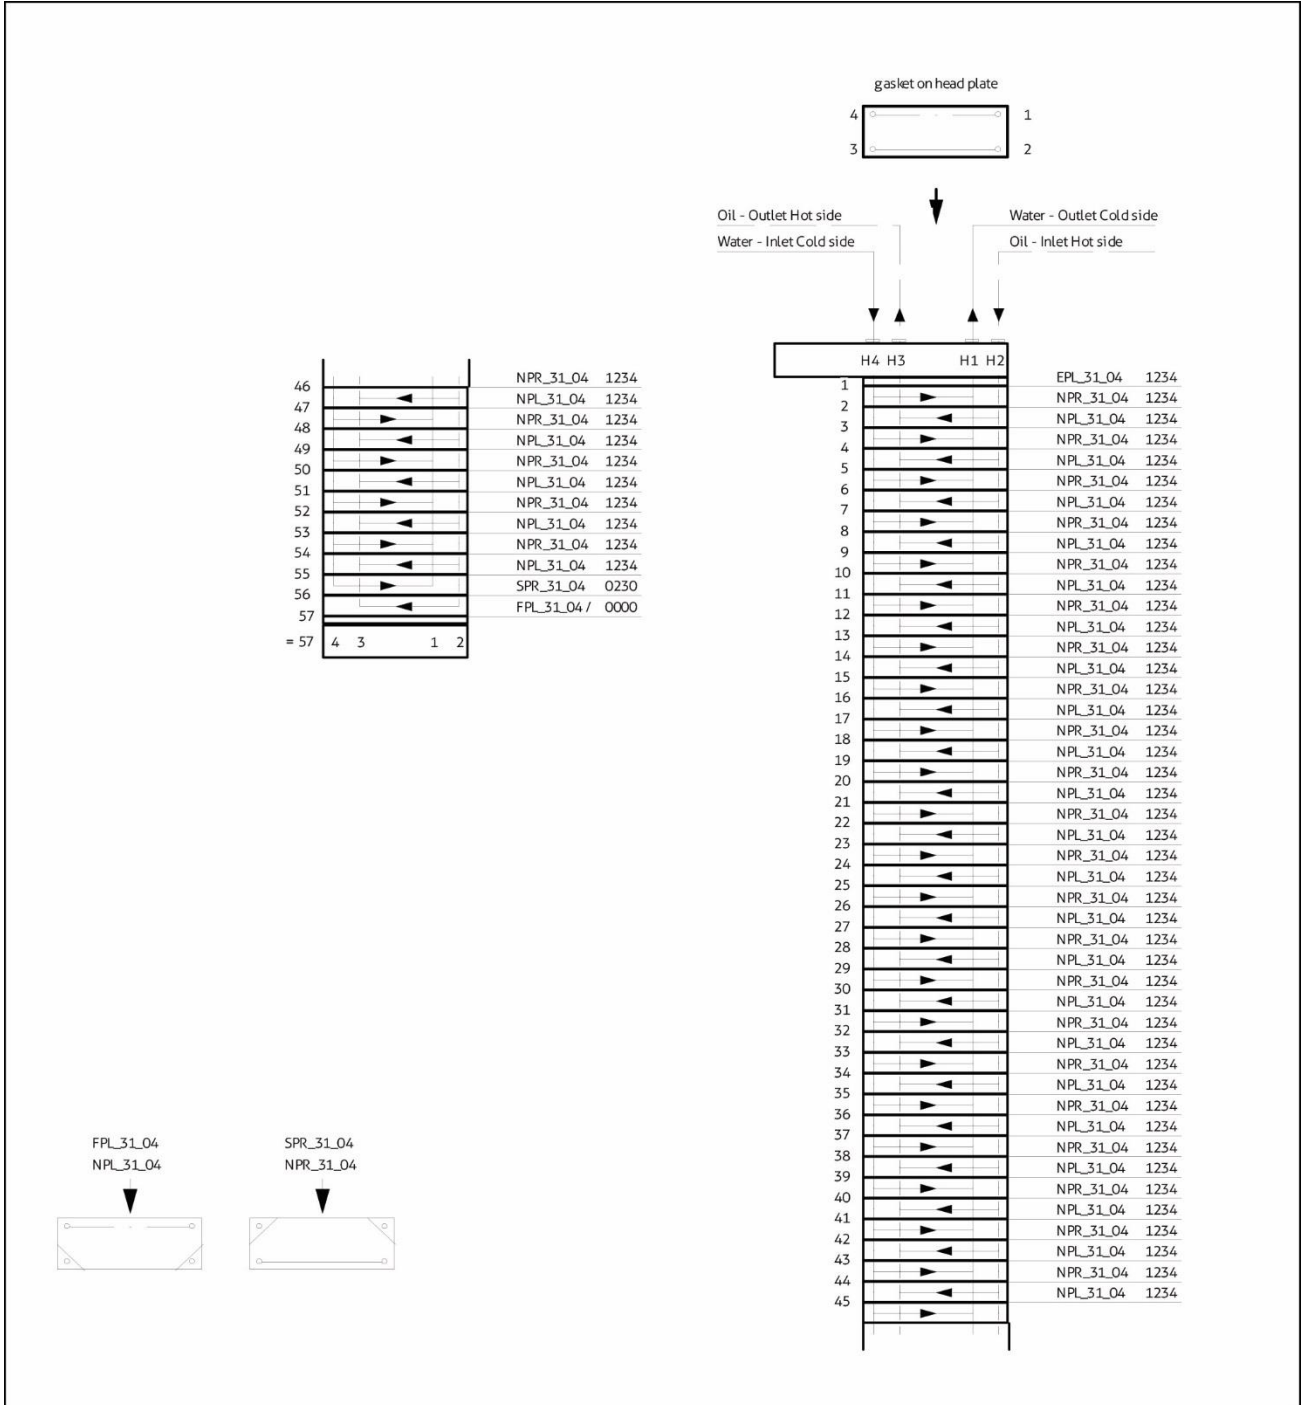 gasket on head plate
4 1
3 2
Oil - Outlet Hot side Water - Outlet Cold side
Water - Inlet Cold side Oil - Inlet Hot side
H4 H3 H1 H2
1 EPL_31_04 1234
2 NPR_31_04 1234
3 NPL_31_04 1234
4 NPR_31_04 1234
5 NPL_31_04 1234
6 NPR_31_04 1234
7 NPL_31_04 1234
8 NPR_31_04 1234
9 NPL_31_04 1234
10 NPR_31_04 1234
11 NPL_31_04 1234
12 NPR_31_04 1234
13 NPL_31_04 1234
14 NPR_31_04 1234
15 NPL_31_04 1234
16 NPR_31_04 1234
17 NPL_31_04 1234
18 NPR_31_04 1234
19 NPL_31_04 1234
20 NPR_31_04 1234
21 NPL_31_04 1234
22 NPR_31_04 1234
23 NPL_31_04 1234
24 NPR_31_04 1234
25 NPL_31_04 1234
26 NPR_31_04 1234
27 NPL_31_04 1234
28 NPR_31_04 1234
29 NPL_31_04 1234
30 NPR_31_04 1234
31 NPL_31_04 1234
32 NPR_31_04 1234
33 NPL_31_04 1234
34 NPR_31_04 1234
35 NPL_31_04 1234
36 NPR_31_04 1234
37 NPL_31_04 1234
38 NPR_31_04 1234
39 NPL_31_04 1234
40 NPR_31_04 1234
41 NPL_31_04 1234
42 NPR_31_04 1234
43 NPL_31_04 1234
44 NPR_31_04 1234
45 NPL_31_04 1234
46 NPR_31_04 1234
47 NPL_31_04 1234
48 NPR_31_04 1234
49 NPL_31_04 1234
50 NPR_31_04 1234
51 NPL_31_04 1234
52 NPR_31_04 1234
53 NPL_31_04 1234
54 NPR_31_04 1234
55 NPL_31_04 1234
56 SPR_31_04 0230
57 FPL_31_04 / 0000
= 57 4 3 1 2
FPL_31_04 SPR_31_04
NPL_31_04 NPR_31_04